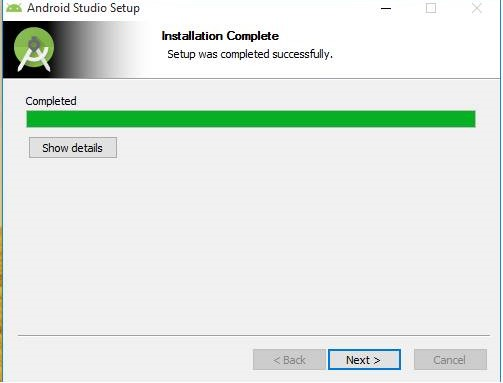 Android Studio Setup
Installation Complete
Setup was completed successfully.
Completed
Show details
< Back
Next >
Cancel